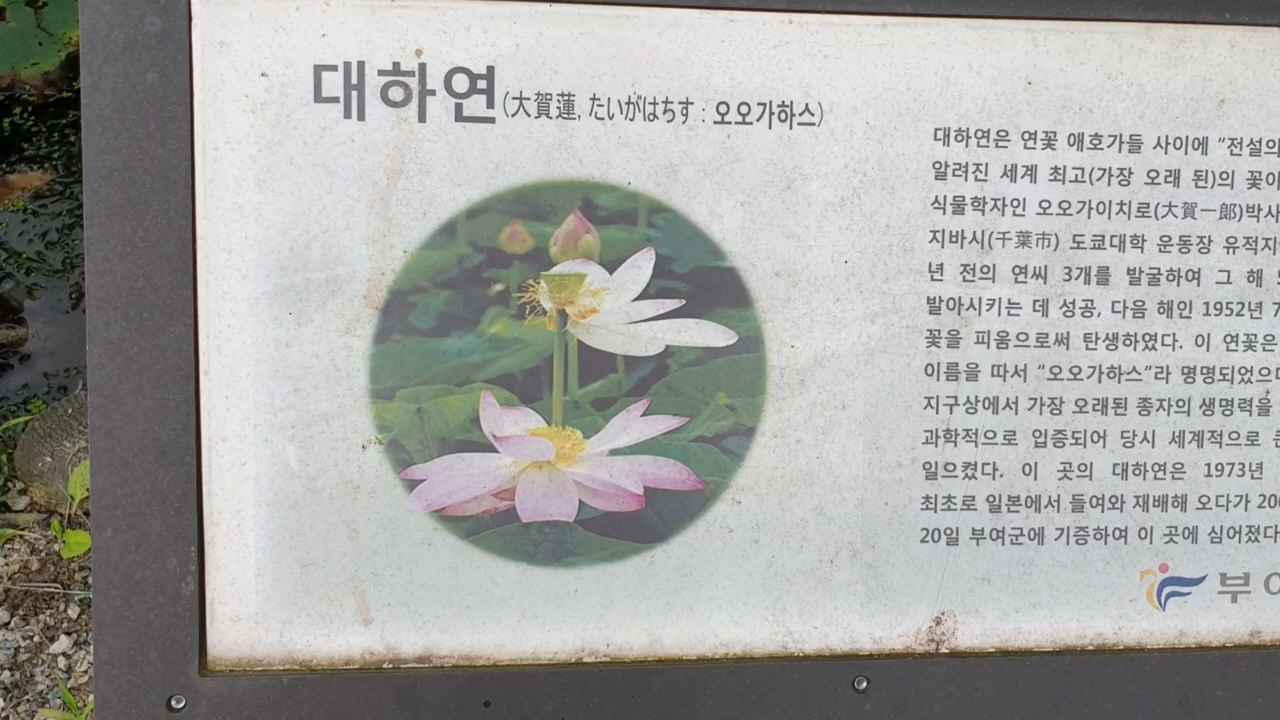 대하연(大賀蓮, たいがはちす : 오오가하스)
대하연은 연꽃 애호가들 사이에 “전설의
알려진 세계 최고(가장 오래 된)의 꽃이
식물학자인 오오가이치로(大賀一郞)박사
지바시(千葉市) 도쿄대학 운동장 유적지
년 전의 연씨 3개를 발굴하여 그 해
발아시키는 데 성공, 다음 해인 1952년 7
꽃을 피움으로써 탄생하였다. 이 연꽃은
이름을 따서 “오오가하스”라 명명되었으며
지구상에서 가장 오래된 종자의 생명력을
과학적으로 입증되어 당시 세계적으로
일으켰다. 이 곳의 대하연은 1973년
최초로 일본에서 들여와 재배해 오다가 200
20일 부여군에 기증하여 이 곳에 심어졌다
부여